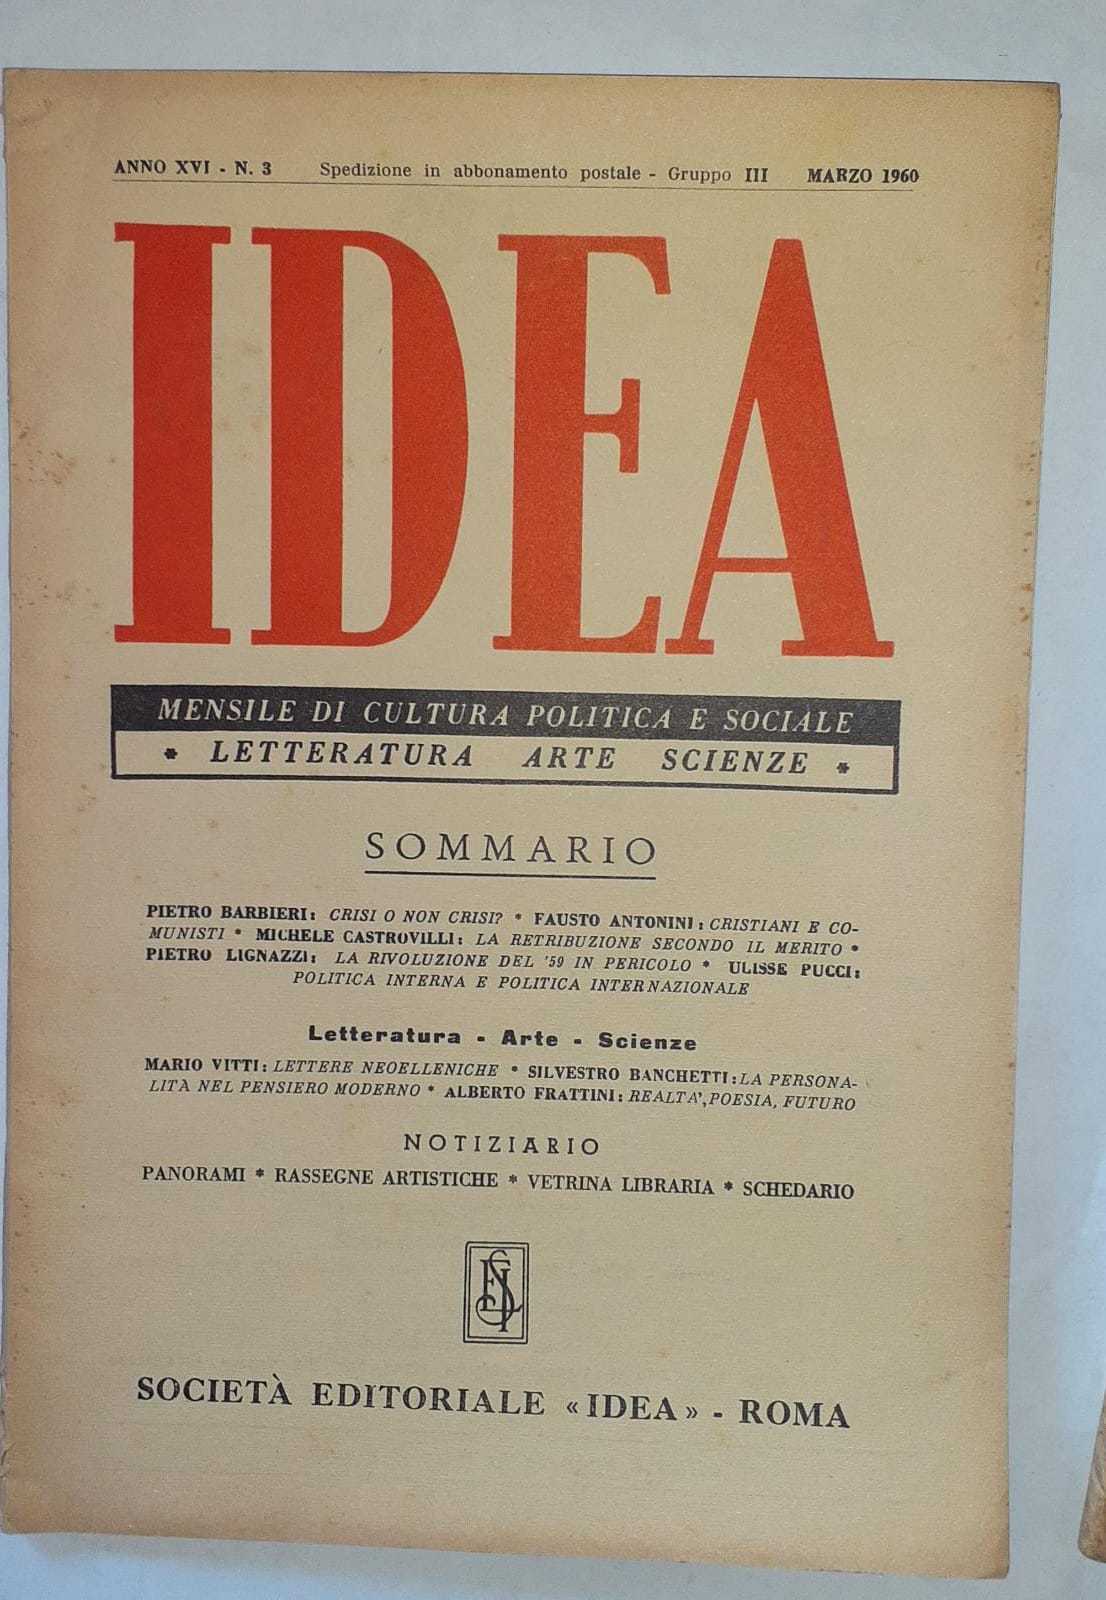 ANNO XVI - N. 3 Spedizione in abbonamento postale - Gruppo III MARZO 1960
IDEA
MENSILE DI CULTURA POLITICA E SOCIALE
* LETTERATURA ARTE SCIENZE *
SOMMARIO
PIETRO BARBIERI: CRISI O NON CRISI? * FAUSTO ANTONINI: CRISTIANI E CO-
MUNISTI * MICHELE CASTROVILLI: LA RETRIBUZIONE SECONDO IL MERITO *
PIETRO LIGNAZZI: LA RIVOLUZIONE DEL '59 IN PERICOLO * ULISSE PUCCI:
POLITICA INTERNA E POLITICA INTERNAZIONALE
Letteratura - Arte - Scienze
MARIO VITTI: LETTERE NEOELLENICHE * SILVESTRO BANCHETTI: LA PERSONA-
LITÀ NEL PENSIERO MODERNO * ALBERTO FRATTINI: REALTA', POESIA, FUTURO
NOTIZIARIO
PANORAMI * RASSEGNE ARTISTICHE * VETRINA LIBRARIA * SCHEDARIO
SOCIETÀ EDITORIALE «IDEA» - ROMA